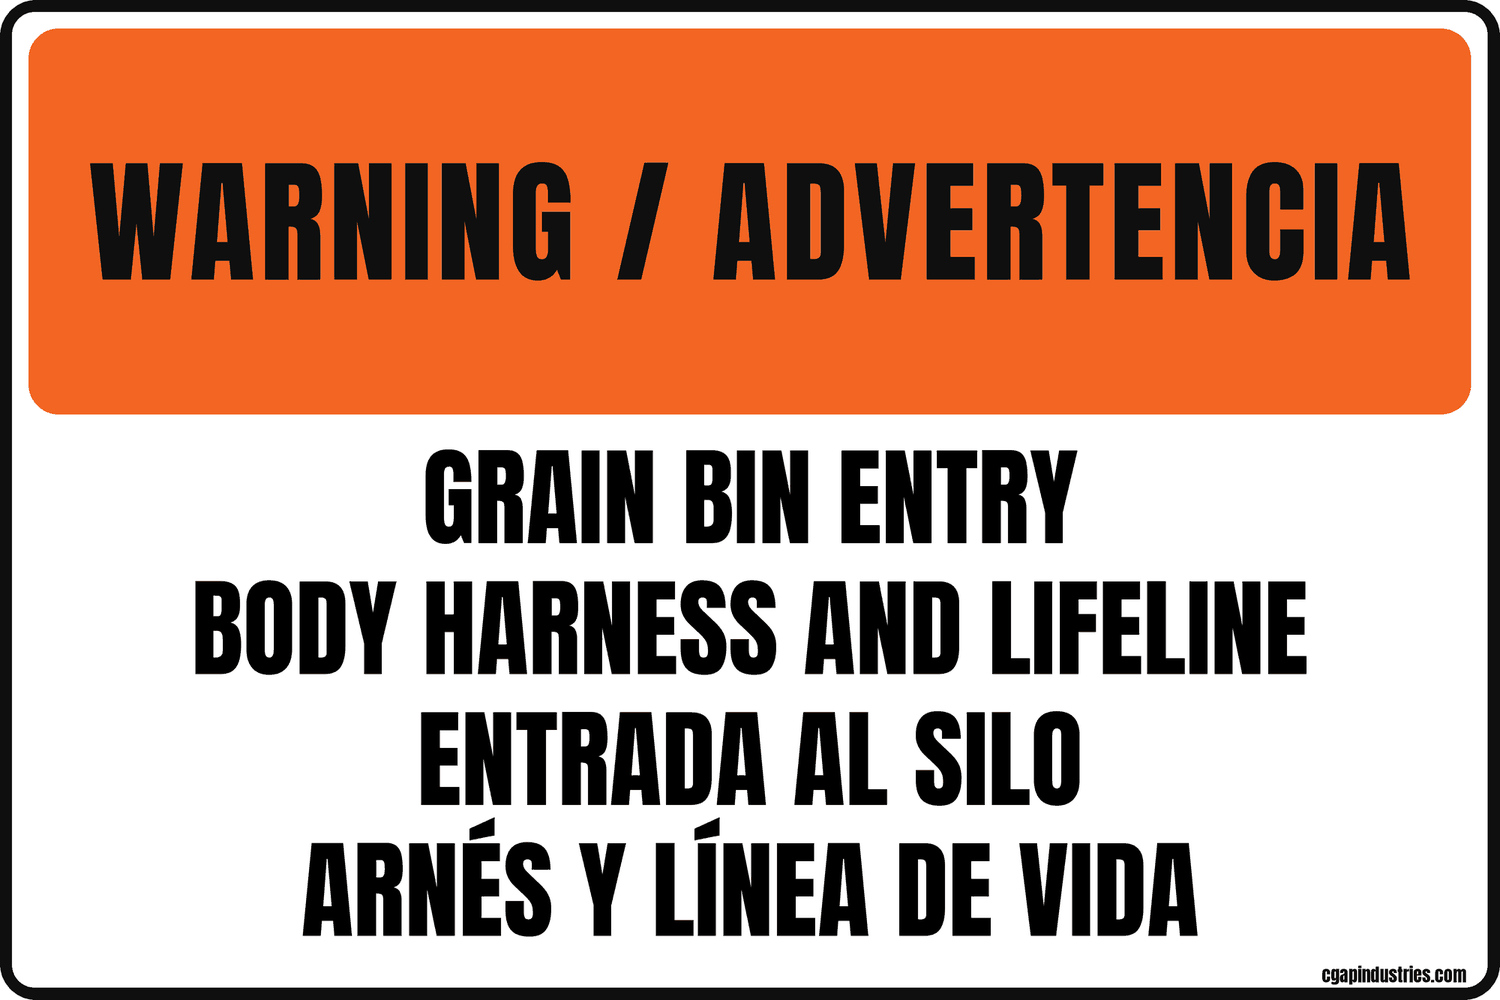 WARNING / ADVERTENCIA
GRAIN BIN ENTRY
BODY HARNESS AND LIFELINE
ENTRADA AL SILO
ARNÉS Y LÍNEA DE VIDA
cgapindustries.com